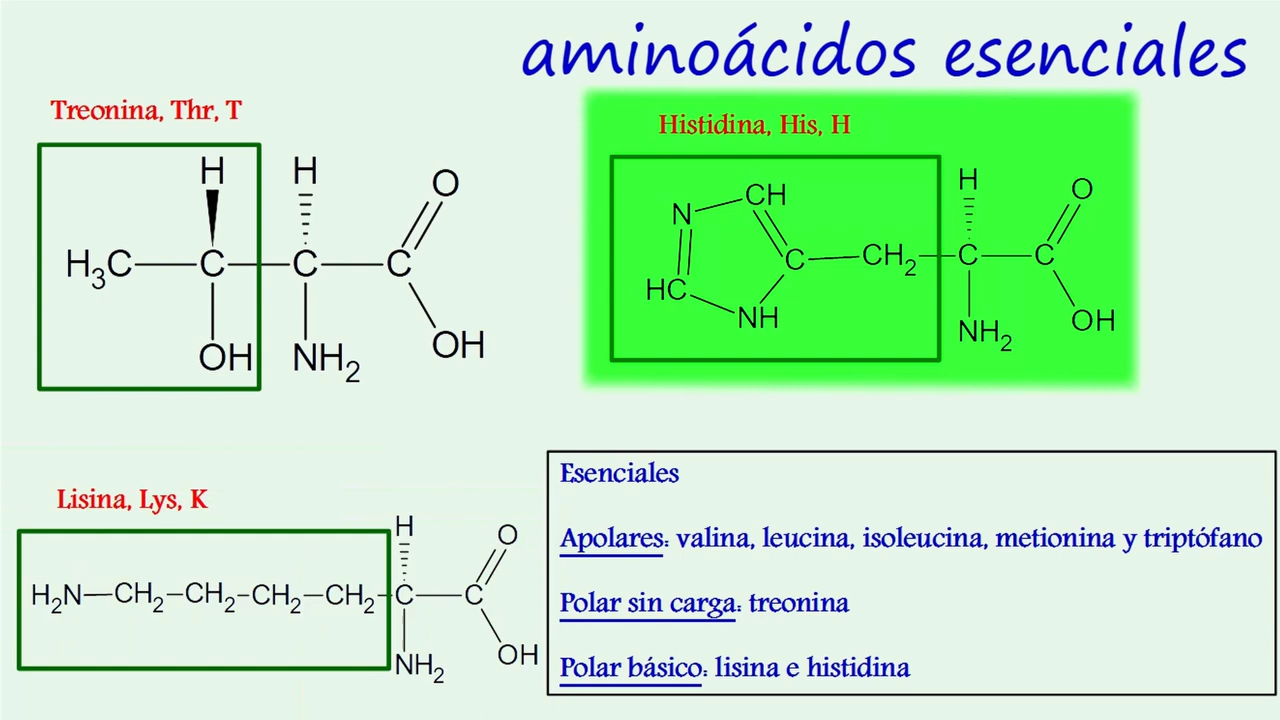 aminoácidos esenciales
Treonina, Thr, T
H H O
H₃C C C C
OH NH₂ OH
Histidina, His, H
N CH H O
HC NH C CH₂ C C
NH₂ OH
Lisina, Lys, K
H O
H₂N CH₂ CH₂ CH₂ CH₂ C C
NH₂ OH
Esenciales
Apolares: valina, leucina, isoleucina, metionina y triptófano
Polar sin carga: treonina
Polar básico: lisina e histidina